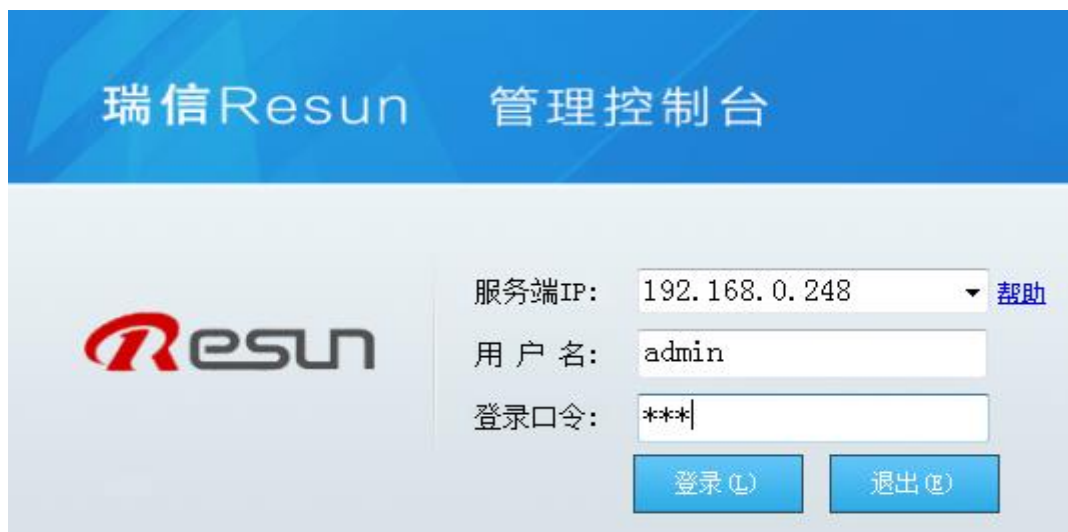 瑞信Resun 管理控制台
Resun
服务端IP: 192.168.0.248 帮助
用 户 名: admin
登录口令: ***
登录(L) 退出(E)